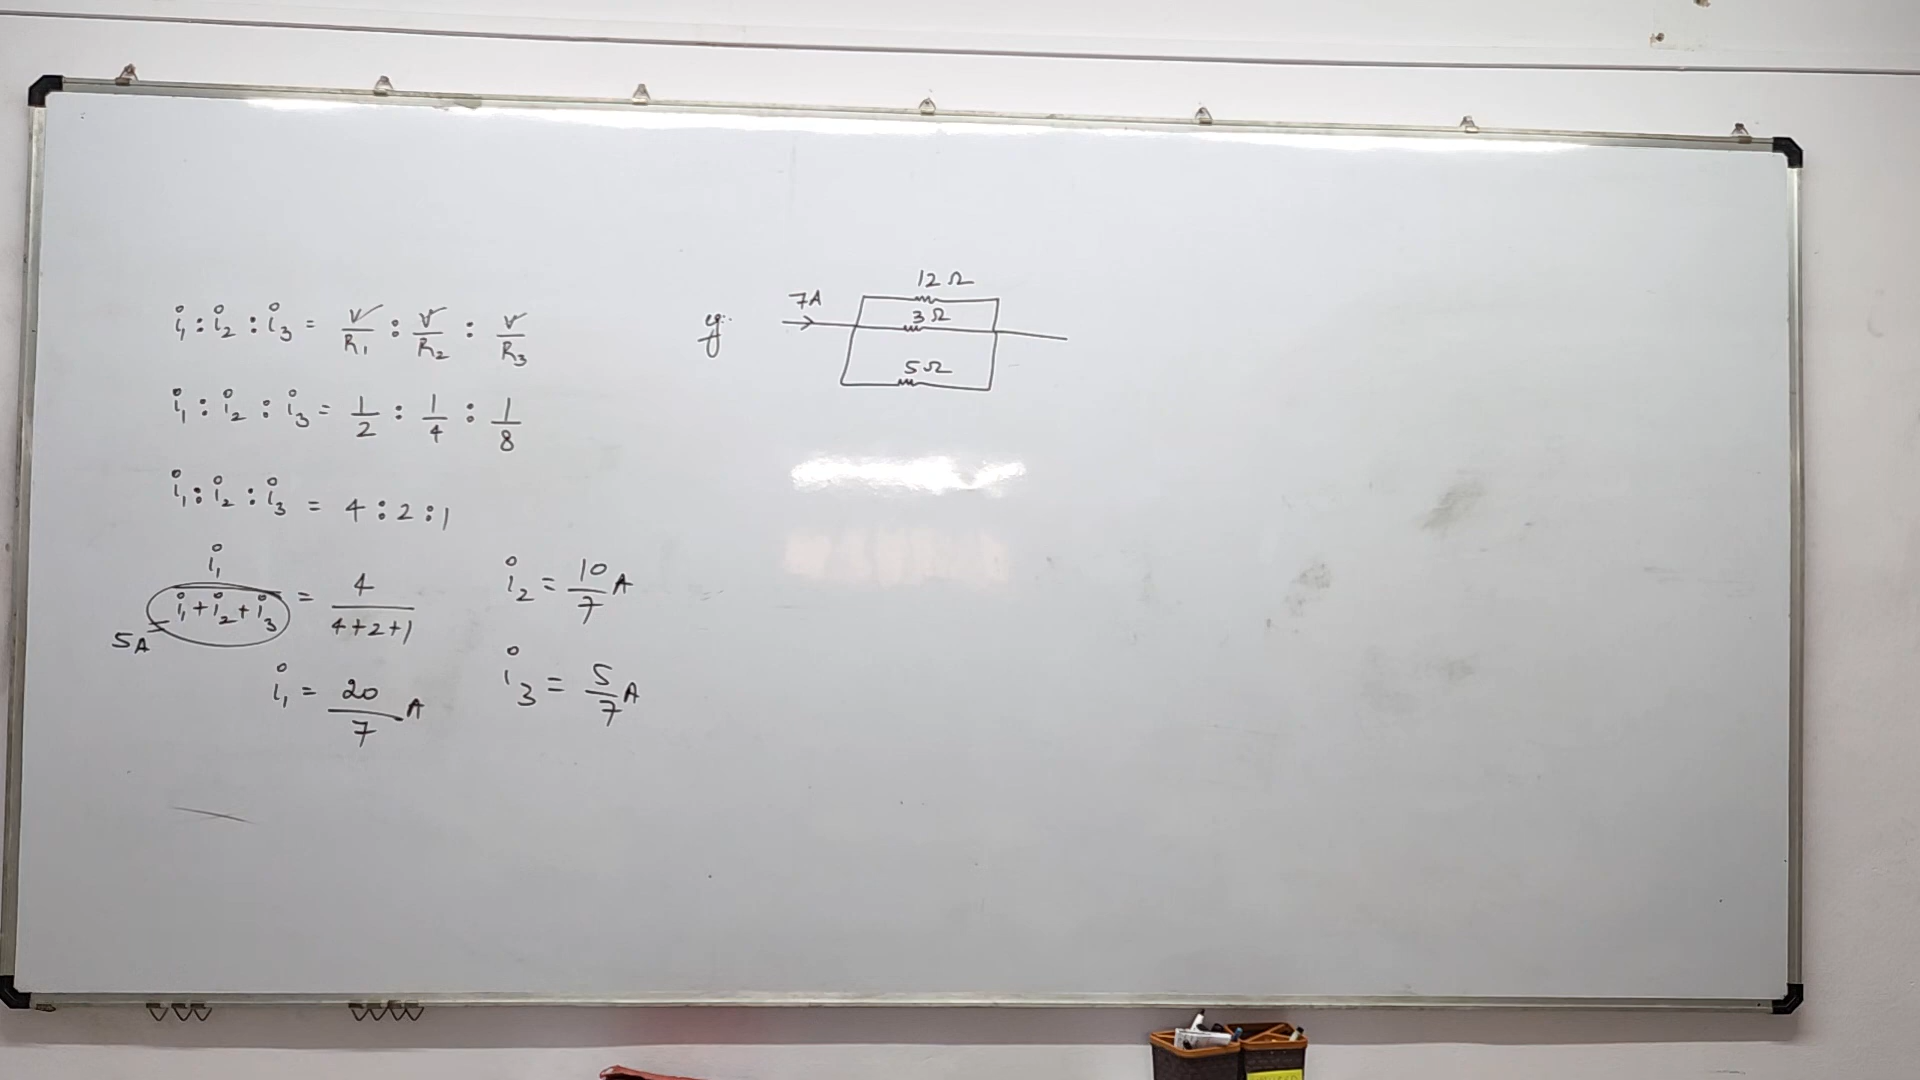 i₁ : i₂ : i₃ = V/R₁ : V/R₂ : V/R₃
i₁ : i₂ : i₃ = 1/2 : 1/4 : 1/8
i₁ : i₂ : i₃ = 4 : 2 : 1
i₁/(i₁+i₂+i₃) = 4/(4+2+1)
5A =
i₁ = 20/7 A
i₂ = 10/7 A
i₃ = 5/7 A
eg:
7A
12 Ω
3 Ω
5 Ω